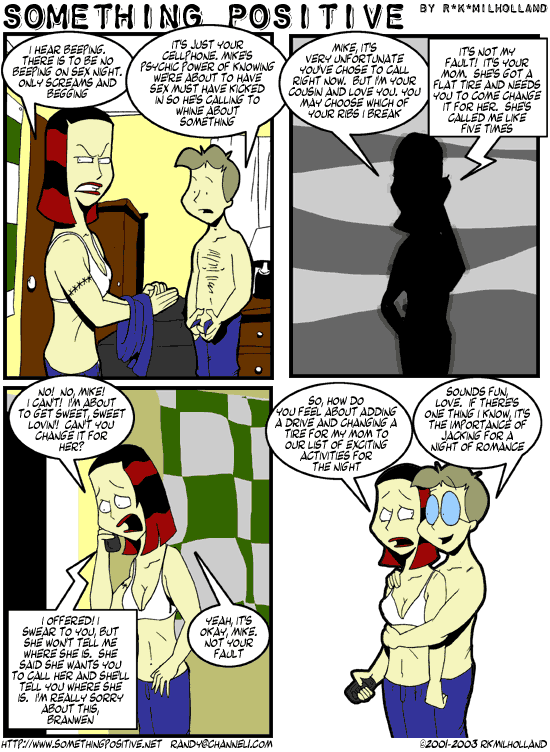 SOMETHING POSITIVE
BY R*K*MILHOLLAND
I HEAR BEEPING.
THERE IS TO BE NO
BEEPING ON SEX NIGHT.
ONLY SCREAMS AND
BEGGING
IT'S JUST YOUR
CELLPHONE. MIKE'S
PSYCHIC POWER OF KNOWING
WE'RE ABOUT TO HAVE
SEX MUST HAVE KICKED
IN SO HE'S CALLING TO
WHINE ABOUT
SOMETHING
MIKE, IT'S
VERY UNFORTUNATE
YOU'VE CHOSE TO CALL
RIGHT NOW. BUT I'M YOUR
COUSIN AND LOVE YOU. YOU
MAY CHOOSE WHICH OF
YOUR RIBS I BREAK
IT'S NOT MY
FAULT! IT'S YOUR
MOM. SHE'S GOT A
FLAT TIRE AND NEEDS
YOU TO COME CHANGE IT
FOR HER. SHE'S
CALLED ME LIKE
FIVE TIMES
NO! NO, MIKE!
I CAN'T! I'M ABOUT
TO GET SWEET, SWEET
LOVIN'! CAN'T YOU
CHANGE IT FOR
HER?
I OFFERED! I
SWEAR TO YOU, BUT
SHE WON'T TELL ME
WHERE SHE IS. SHE
SAID SHE WANTS YOU
TO CALL HER AND SHE'LL
TELL YOU WHERE SHE
IS. I'M REALLY SORRY
ABOUT THIS,
BRANWEN
YEAH, IT'S
OKAY, MIKE.
NOT YOUR
FAULT
SO, HOW DO
YOU FEEL ABOUT ADDING
A DRIVE AND CHANGING A
TIRE FOR MY MOM TO
OUR LIST OF EXCITING
ACTIVITIES FOR
THE NIGHT
SOUNDS FUN,
LOVE. IF THERE'S
ONE THING I KNOW, IT'S
THE IMPORTANCE OF
JACKING FOR A
NIGHT OF ROMANCE
HTTP://WWW.SOMETHINGPOSITIVE.NET RANDY@CHANNEL1.COM
©2001-2003 RKMILHOLLAND